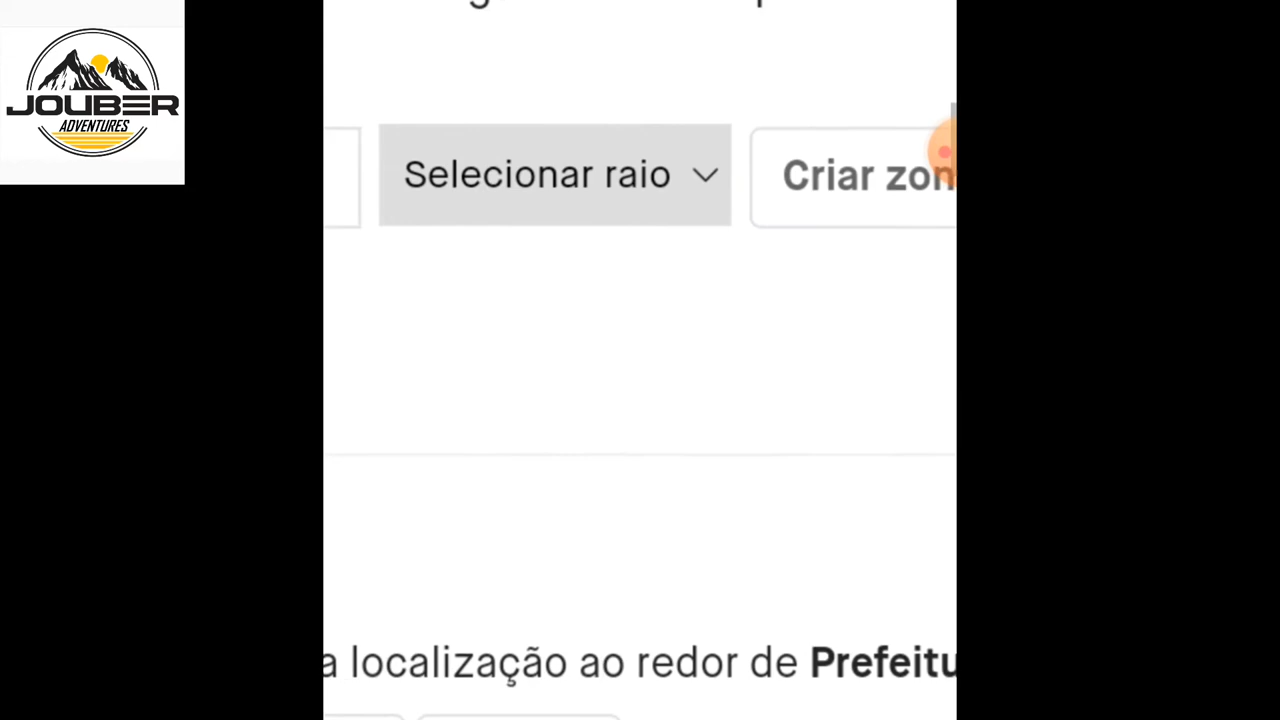 JOUBER
ADVENTURES
Selecionar raio
Criar zon
a localização ao redor de Prefeitu